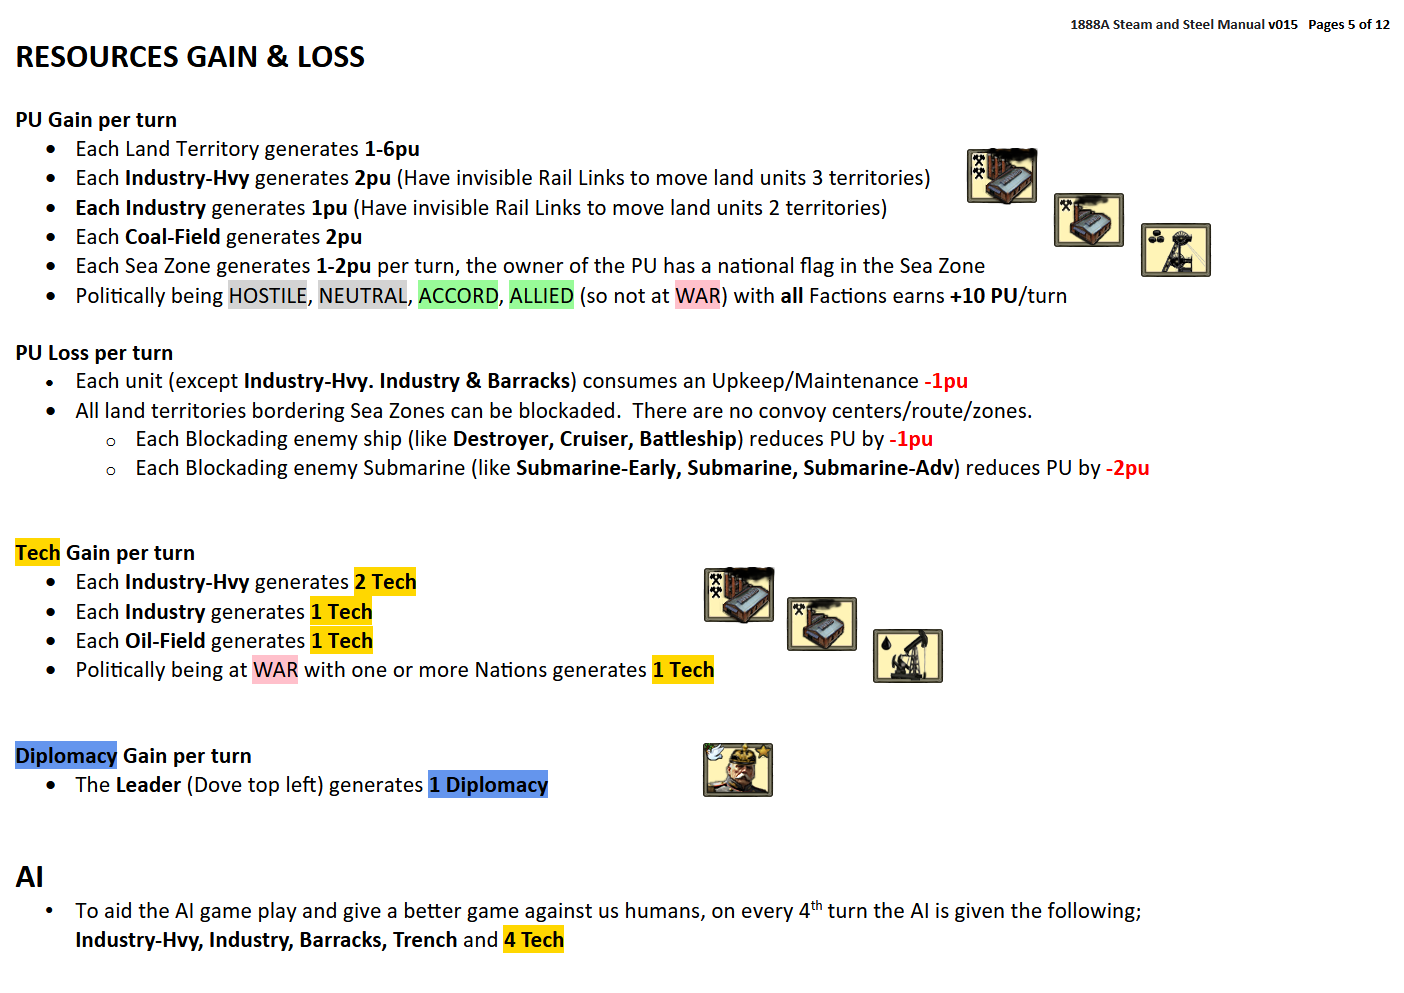 1888A Steam and Steel Manual v015 Pages 5 of 12
RESOURCES GAIN & LOSS
PU Gain per turn
• Each Land Territory generates 1-6pu
• Each Industry-Hvy generates 2pu (Have invisible Rail Links to move land units 3 territories)
• Each Industry generates 1pu (Have invisible Rail Links to move land units 2 territories)
• Each Coal-Field generates 2pu
• Each Sea Zone generates 1-2pu per turn, the owner of the PU has a national flag in the Sea Zone
• Politically being HOSTILE, NEUTRAL, ACCORD, ALLIED (so not at WAR) with all Factions earns +10 PU/turn
PU Loss per turn
• Each unit (except Industry-Hvy. Industry & Barracks) consumes an Upkeep/Maintenance -1pu
• All land territories bordering Sea Zones can be blockaded. There are no convoy centers/route/zones.
o Each Blockading enemy ship (like Destroyer, Cruiser, Battleship) reduces PU by -1pu
o Each Blockading enemy Submarine (like Submarine-Early, Submarine, Submarine-Adv) reduces PU by -2pu
Tech Gain per turn
• Each Industry-Hvy generates 2 Tech
• Each Industry generates 1 Tech
• Each Oil-Field generates 1 Tech
• Politically being at WAR with one or more Nations generates 1 Tech
Diplomacy Gain per turn
• The Leader (Dove top left) generates 1 Diplomacy
AI
• To aid the AI game play and give a better game against us humans, on every 4th turn the AI is given the following;
Industry-Hvy, Industry, Barracks, Trench and 4 Tech